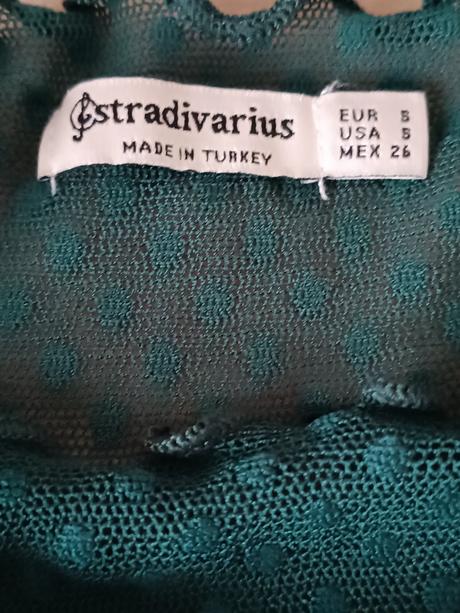 stradivarius
MADE IN TURKEY
EUR S
USA S
MEX 26